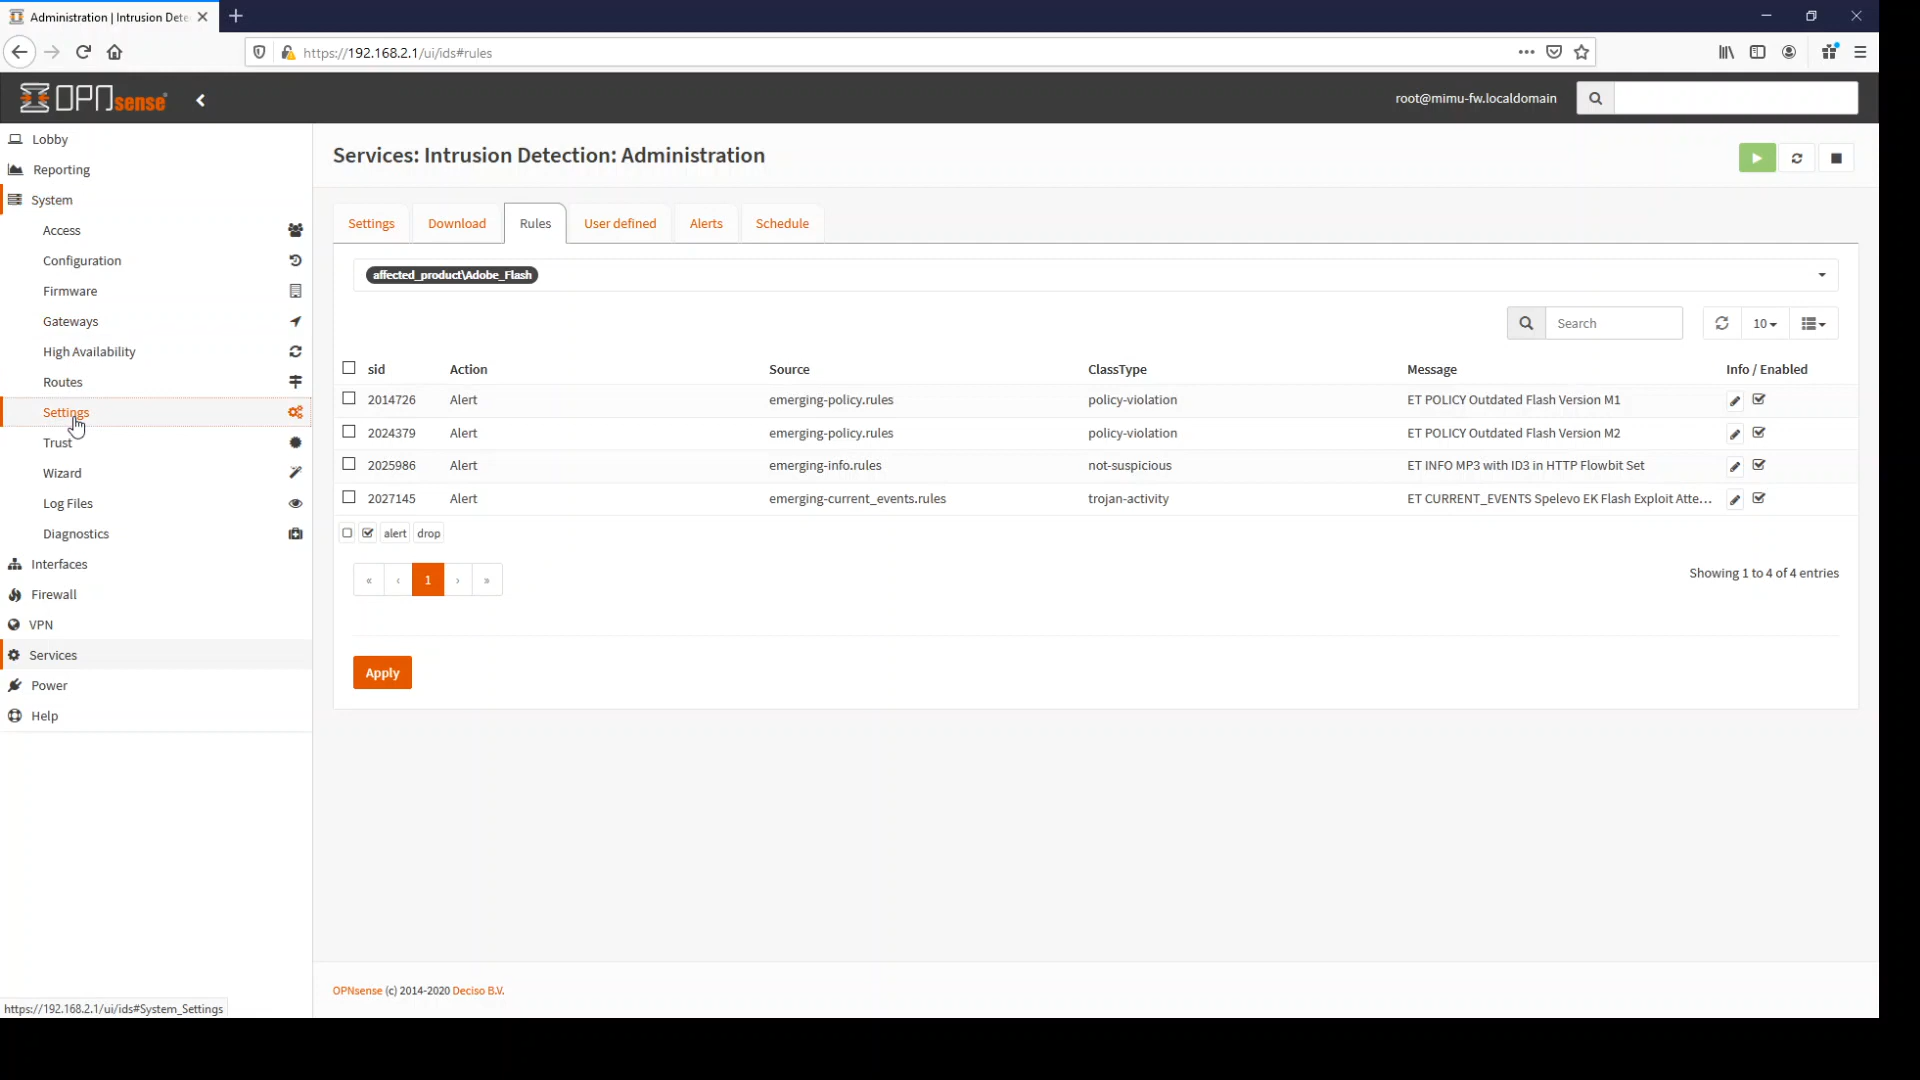 Administration | Intrusion Dete
https://192.168.2.1/ui/ids#rules
OPNsense
root@mimu-fw.localdomain
Lobby
Reporting
System
Access
Configuration
Firmware
Gateways
High Availability
Routes
Settings
Trust
Wizard
Log Files
Diagnostics
Interfaces
Firewall
VPN
Services
Power
Help
Services: Intrusion Detection: Administration
Settings Download Rules User defined Alerts Schedule
affected_product\Adobe_Flash
Search 10
sid Action Source ClassType Message Info / Enabled
2014726 Alert emerging-policy.rules policy-violation ET POLICY Outdated Flash Version M1
2024379 Alert emerging-policy.rules policy-violation ET POLICY Outdated Flash Version M2
2025986 Alert emerging-info.rules not-suspicious ET INFO MP3 with ID3 in HTTP Flowbit Set
2027145 Alert emerging-current_events.rules trojan-activity ET CURRENT_EVENTS Spelevo EK Flash Exploit Atte...
alert drop
« ‹ 1 › »
Showing 1 to 4 of 4 entries
Apply
OPNsense (c) 2014-2020 Deciso B.V.
https://192.168.2.1/ui/ids#System_Settings